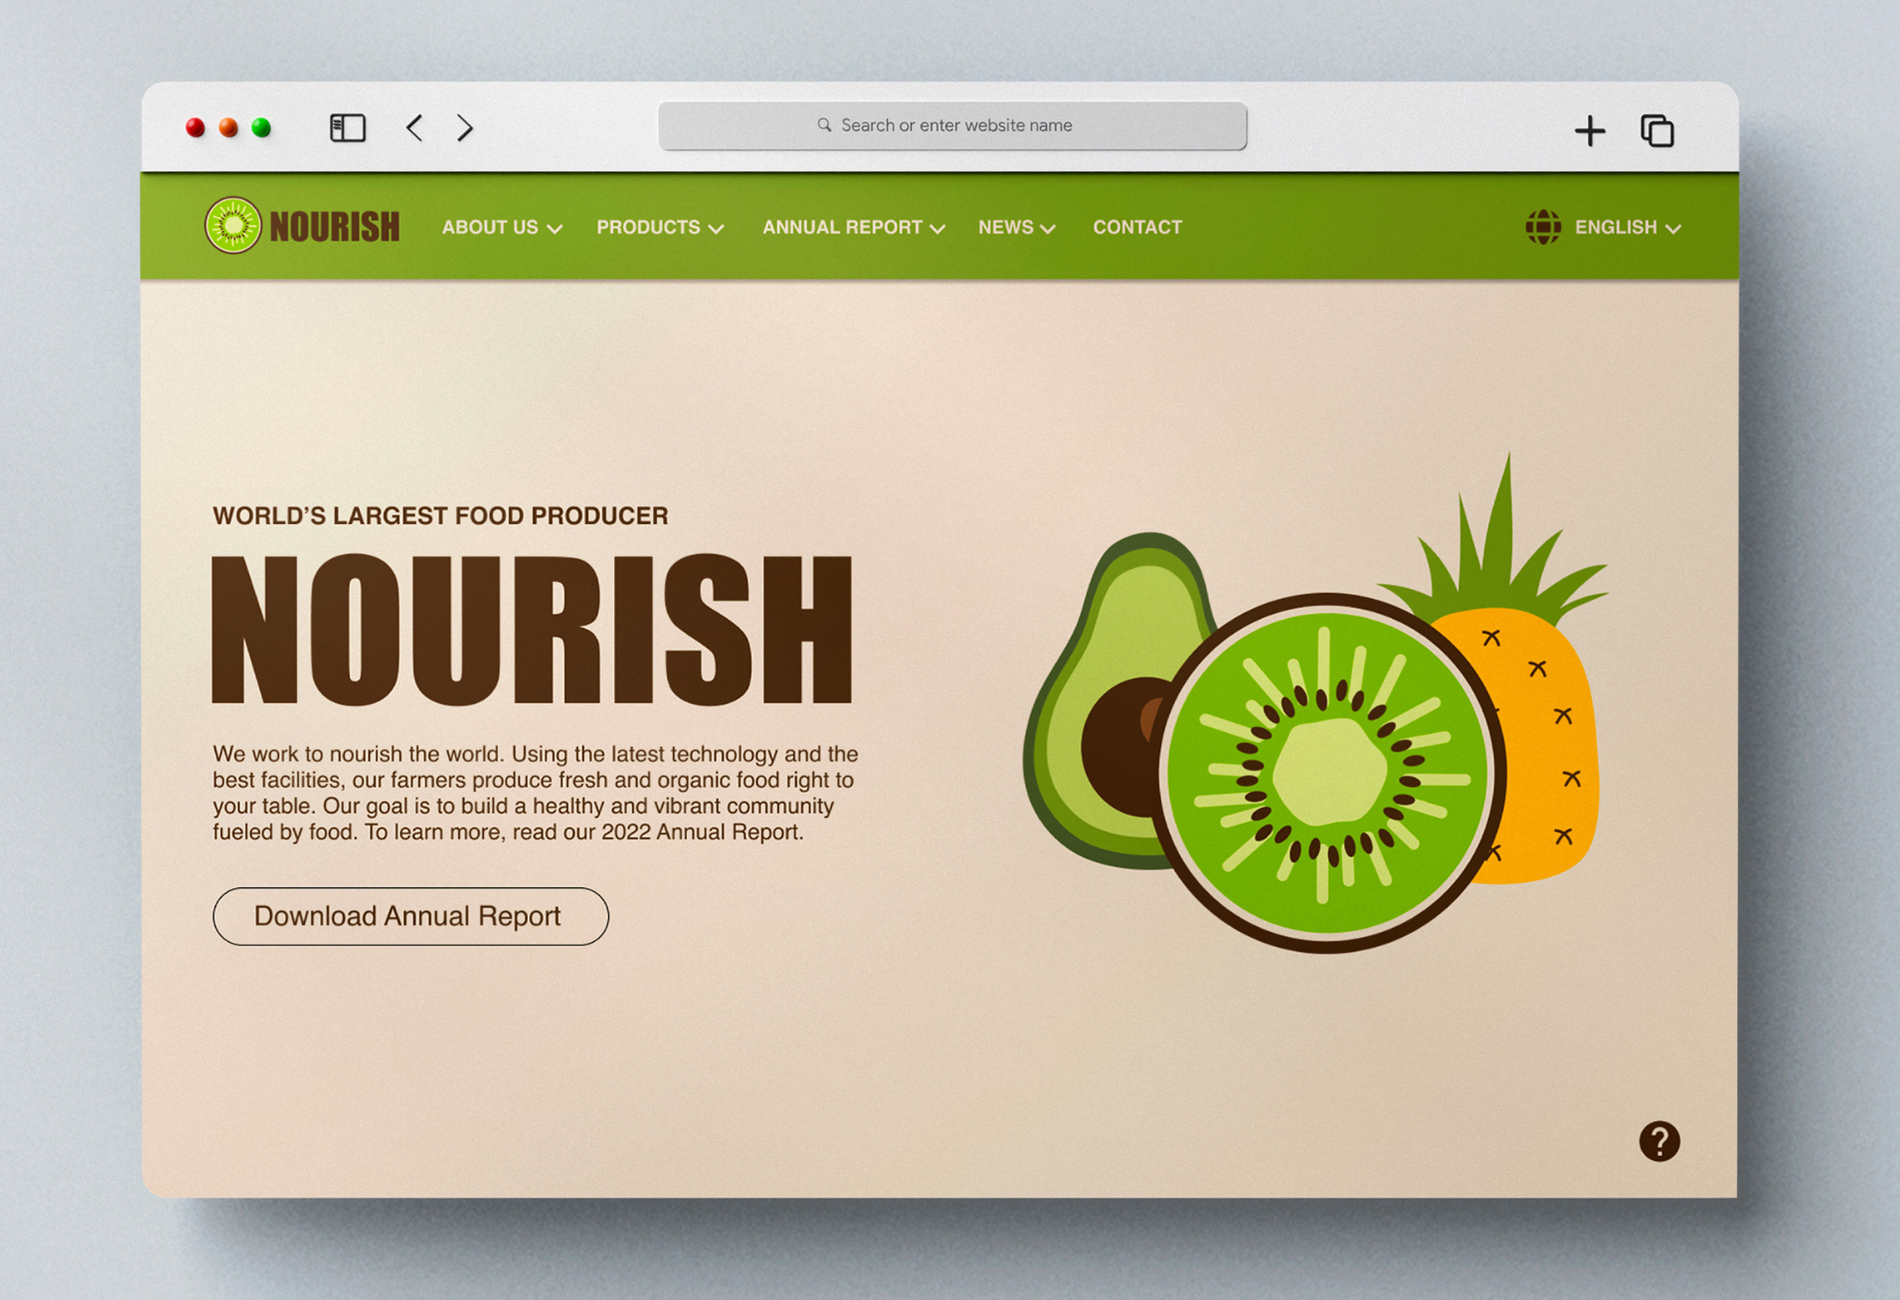 Search or enter website name
NOURISH
ABOUT US
PRODUCTS
ANNUAL REPORT
NEWS
CONTACT
ENGLISH
WORLD’S LARGEST FOOD PRODUCER
NOURISH
We work to nourish the world. Using the latest technology and the
best facilities, our farmers produce fresh and organic food right to
your table. Our goal is to build a healthy and vibrant community
fueled by food. To learn more, read our 2022 Annual Report.
Download Annual Report
?